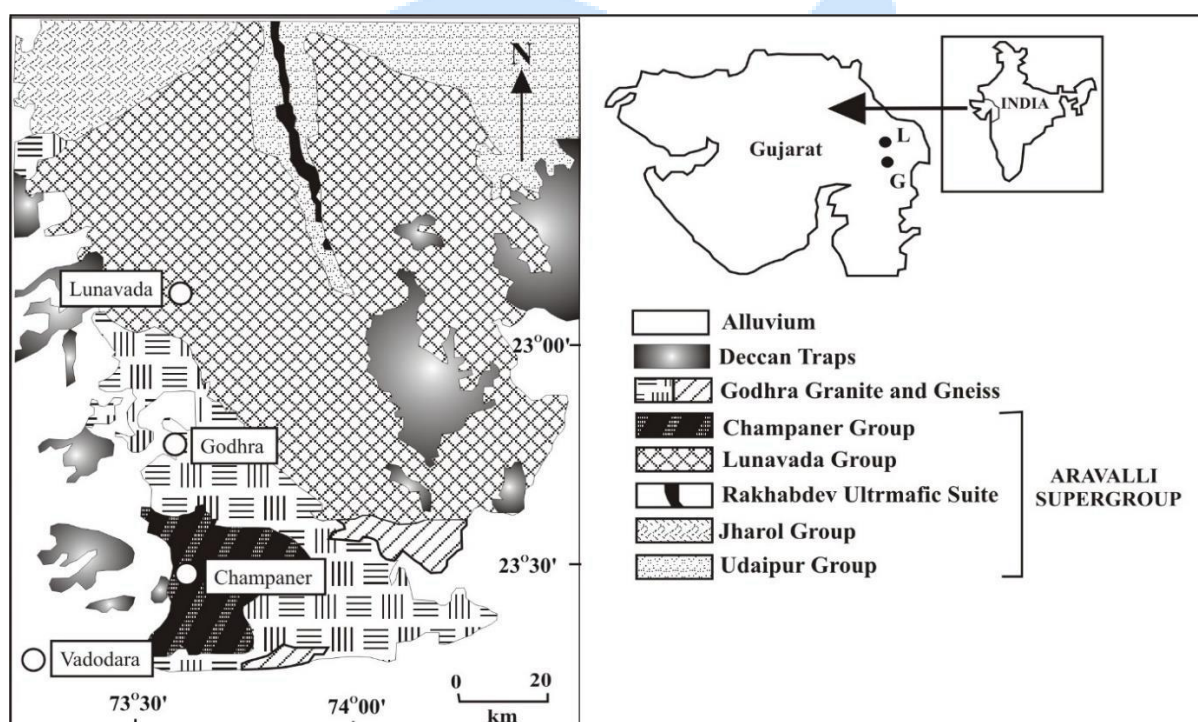 N
Lunavada
23°00'
Godhra
Champaner
23°30'
Vadodara
0 20
km
73°30'
74°00'
INDIA
Gujarat
L
G
Alluvium
Deccan Traps
Godhra Granite and Gneiss
Champaner Group
Lunavada Group
Rakhabdev Ultrmafic Suite
Jharol Group
Udaipur Group
ARAVALLI
SUPERGROUP